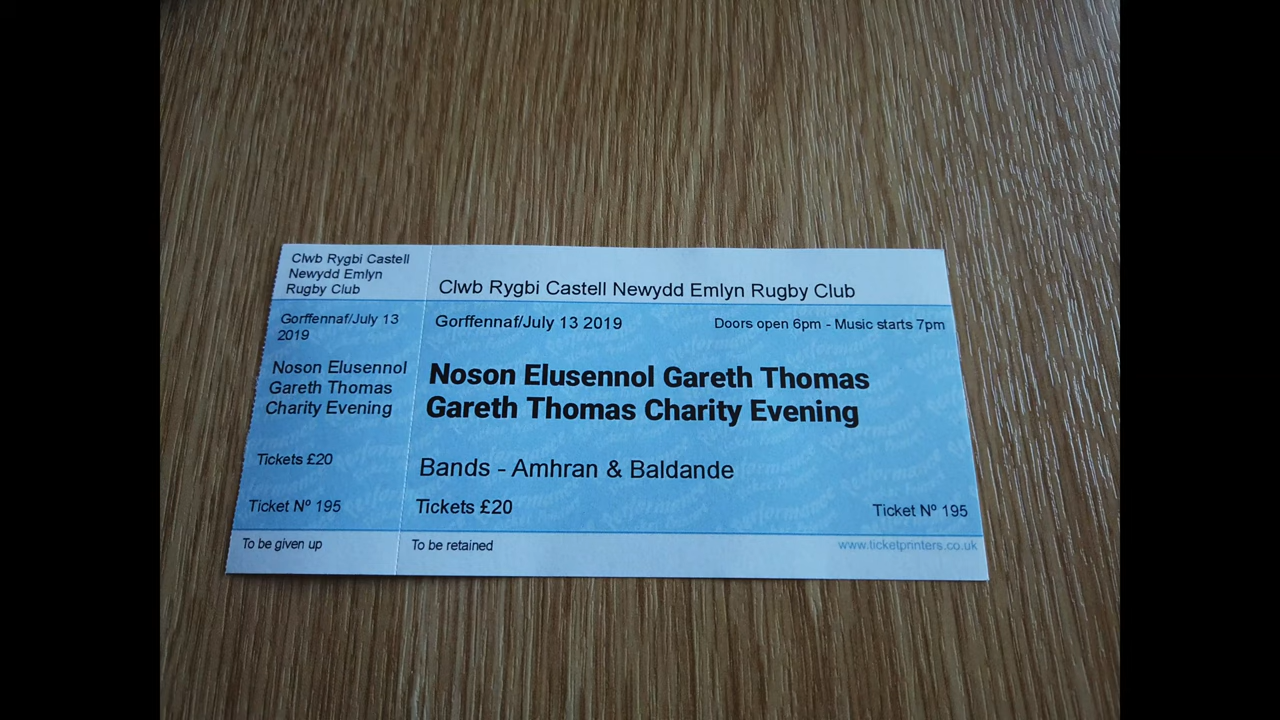 Clwb Rygbi Castell
Newydd Emlyn
Rugby Club
Gorffennaf/July 13
2019
Noson Elusennol
Gareth Thomas
Charity Evening
Tickets £20
Ticket Nº 195
To be given up
Clwb Rygbi Castell Newydd Emlyn Rugby Club
Gorffennaf/July 13 2019
Doors open 6pm - Music starts 7pm
Noson Elusennol Gareth Thomas
Gareth Thomas Charity Evening
Bands - Amhran & Baldande
Tickets £20
Ticket Nº 195
To be retained
www.ticketprinters.co.uk